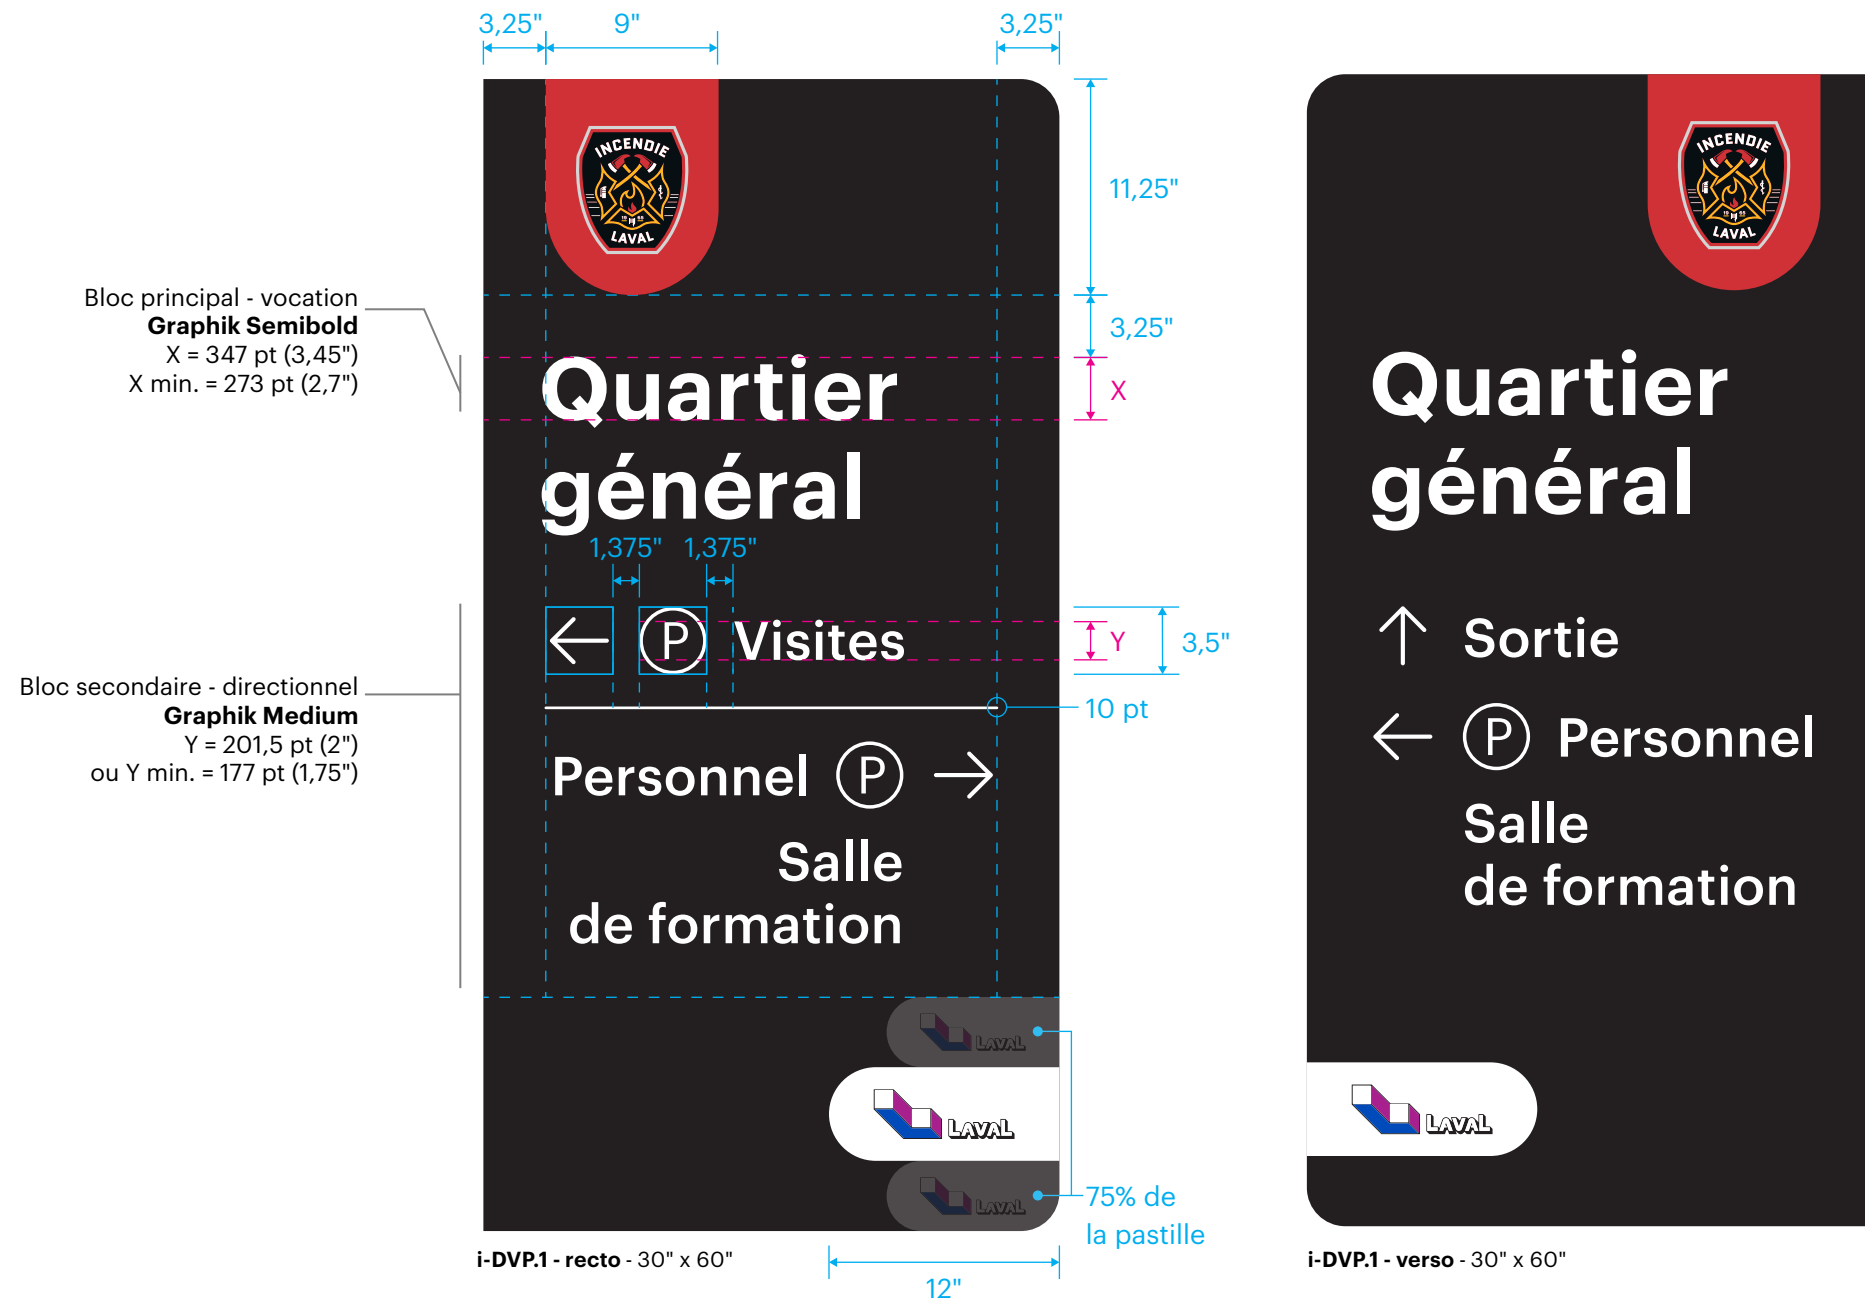 3,25"
9"
3,25"
INCENDIE
LAVAL
INCENDIE
LAVAL
11,25"
Bloc principal - vocation
Graphik Semibold
X = 347 pt (3,45")
X min. = 273 pt (2,7")
3,25"
X
Quartier
général
Quartier
général
1,375" 1,375"
P Visites
Y
3,5"
Sortie
Bloc secondaire - directionnel
Graphik Medium
Y = 201,5 pt (2")
ou Y min. = 177 pt (1,75")
10 pt
P Personnel
Salle
de formation
Personnel P
Salle
de formation
LAVAL
LAVAL
LAVAL
LAVAL
75% de
la pastille
i-DVP.1 - recto - 30" x 60"
12"
i-DVP.1 - verso - 30" x 60"